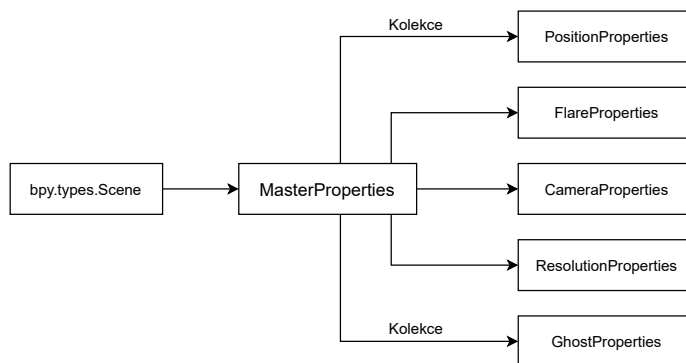 Kolekce
PositionProperties
FlareProperties
bpy.types.Scene
MasterProperties
CameraProperties
ResolutionProperties
Kolekce
GhostProperties